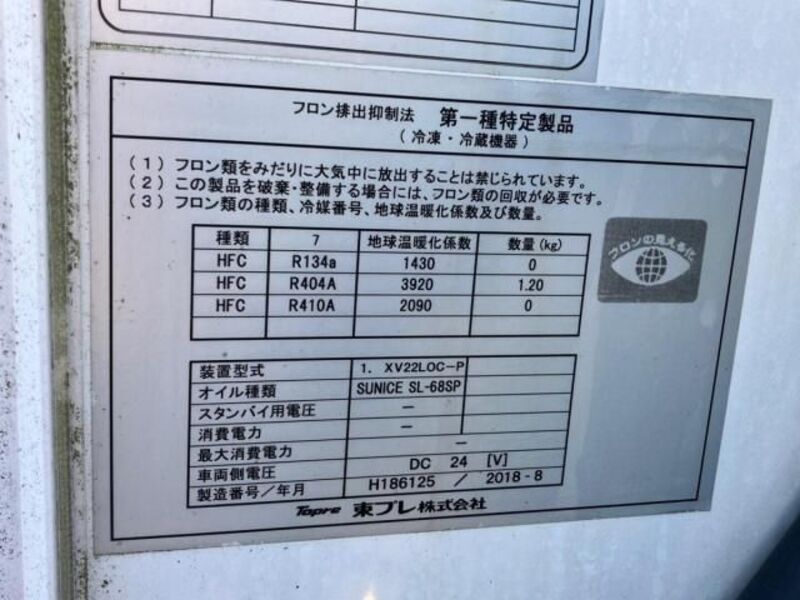 フロン排出抑制法 第一種特定製品
(冷凍・冷蔵機器)
(1) フロン類をみだりに大気中に放出することは禁じられています。
(2) この製品を破棄・整備する場合には、フロン類の回収が必要です。
(3) フロン類の種類、冷媒番号、地球温暖化係数及び数量。
フロンの見える化
種類 7 地球温暖化係数 数量(kg)
HFC R134a 1430 0
HFC R404A 3920 1.20
HFC R410A 2090 0
装置型式 1. XV22LOC-P
オイル種類 SUNICE SL-68SP
スタンバイ用電圧 —
消費電力 —
最大消費電力 —
車両側電圧 DC 24 [V]
製造番号/年月 H186125 / 2018-8
Topre 東プレ株式会社